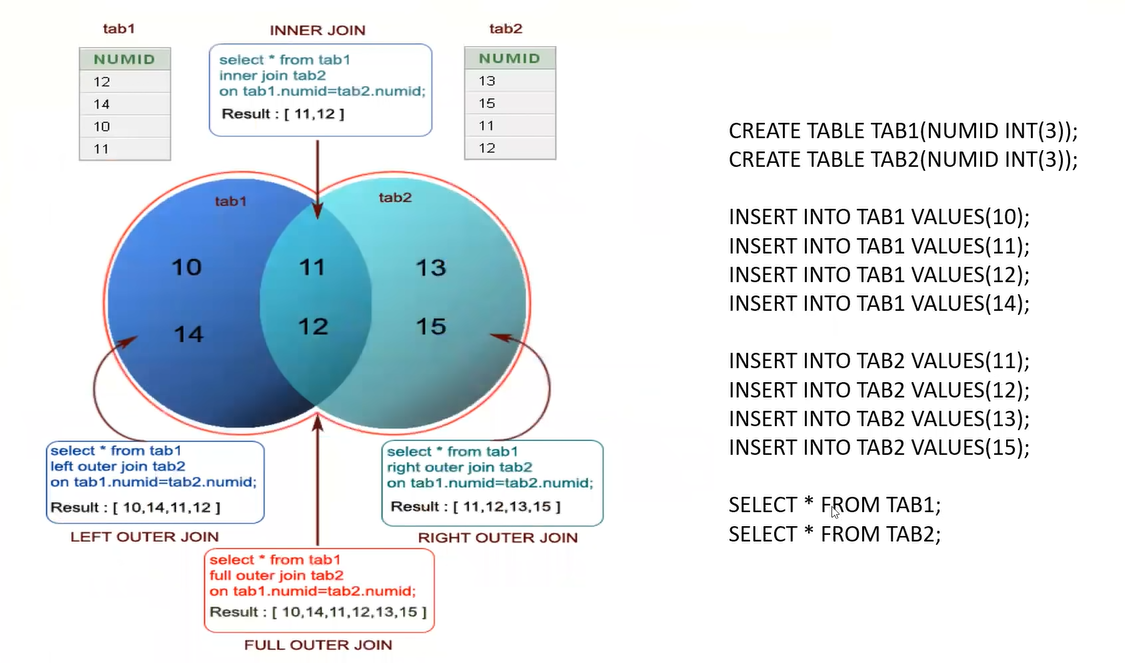 tab1
NUMID
12
14
10
11
INNER JOIN
select * from tab1
inner join tab2
on tab1.numid=tab2.numid;
Result : [ 11,12 ]
tab2
NUMID
13
15
11
12
tab1
tab2
10
11
13
14
12
15
select * from tab1
left outer join tab2
on tab1.numid=tab2.numid;
Result : [ 10,14,11,12 ]
LEFT OUTER JOIN
select * from tab1
right outer join tab2
on tab1.numid=tab2.numid;
Result : [ 11,12,13,15 ]
RIGHT OUTER JOIN
select * from tab1
full outer join tab2
on tab1.numid=tab2.numid;
Result : [ 10,14,11,12,13,15 ]
FULL OUTER JOIN
CREATE TABLE TAB1(NUMID INT(3));
CREATE TABLE TAB2(NUMID INT(3));
INSERT INTO TAB1 VALUES(10);
INSERT INTO TAB1 VALUES(11);
INSERT INTO TAB1 VALUES(12);
INSERT INTO TAB1 VALUES(14);
INSERT INTO TAB2 VALUES(11);
INSERT INTO TAB2 VALUES(12);
INSERT INTO TAB2 VALUES(13);
INSERT INTO TAB2 VALUES(15);
SELECT * FROM TAB1;
SELECT * FROM TAB2;